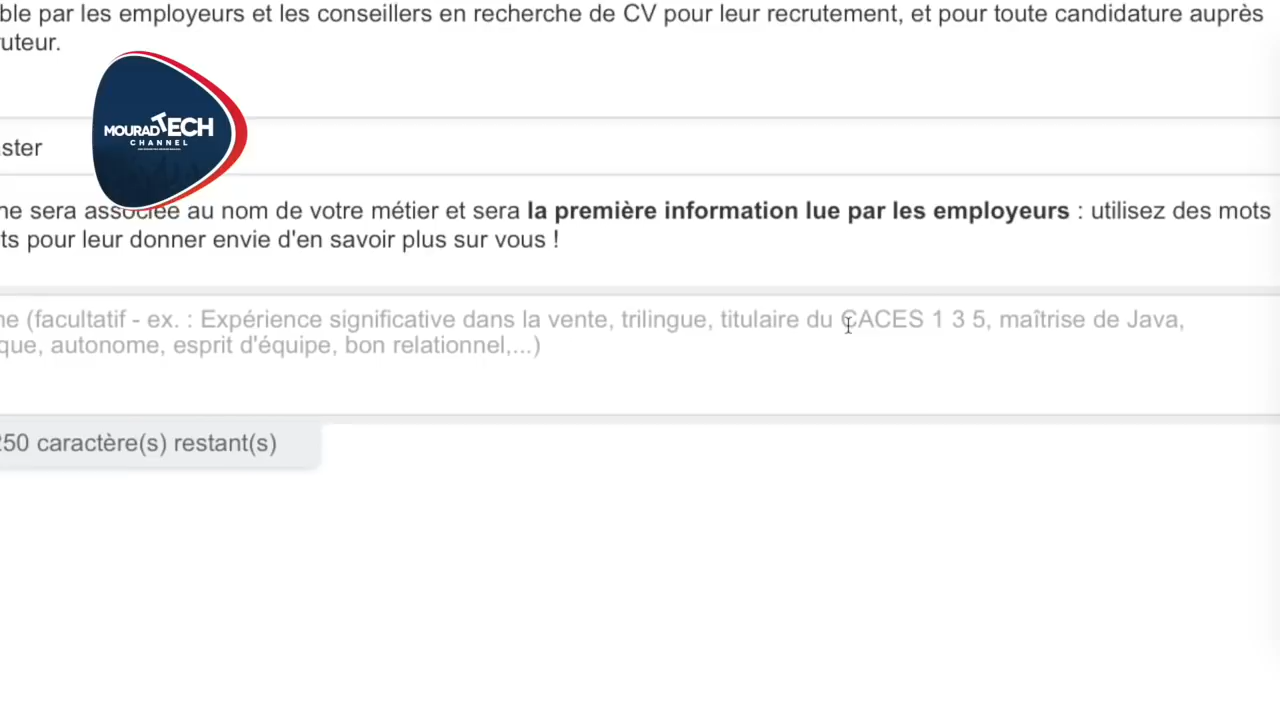 ble par les employeurs et les conseillers en recherche de CV pour leur recrutement, et pour toute candidature auprès
uteur.
MOURADTECH
CHANNEL
ster
ne sera associée au nom de votre métier et sera la première information lue par les employeurs : utilisez des mots
ts pour leur donner envie d'en savoir plus sur vous !
ne (facultatif - ex. : Expérience significative dans la vente, trilingue, titulaire du CACES 1 3 5, maîtrise de Java,
que, autonome, esprit d'équipe, bon relationnel,...)
250 caractère(s) restant(s)